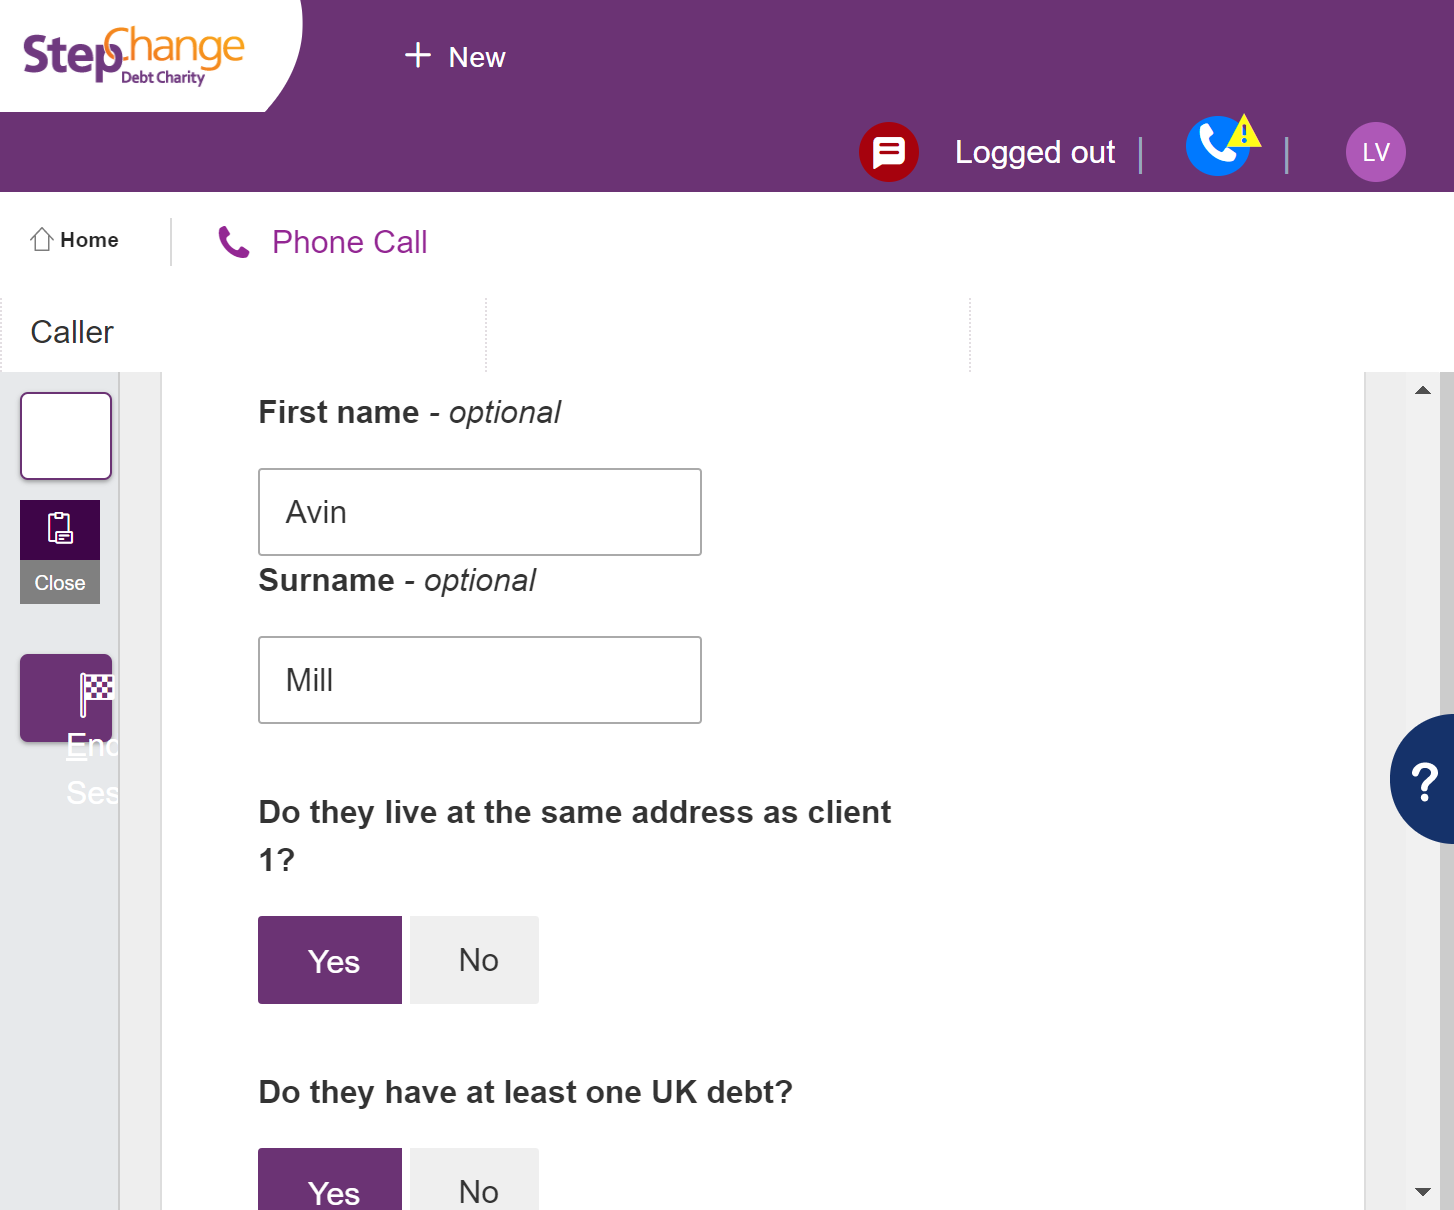 StepChange
Debt Charity
+ New
Logged out |
|
LV
Home
Phone Call
Caller
First name - optional
Avin
Close
Surname - optional
Mill
End
Ses
?
Do they live at the same address as client
1?
Yes No
Do they have at least one UK debt?
Yes No